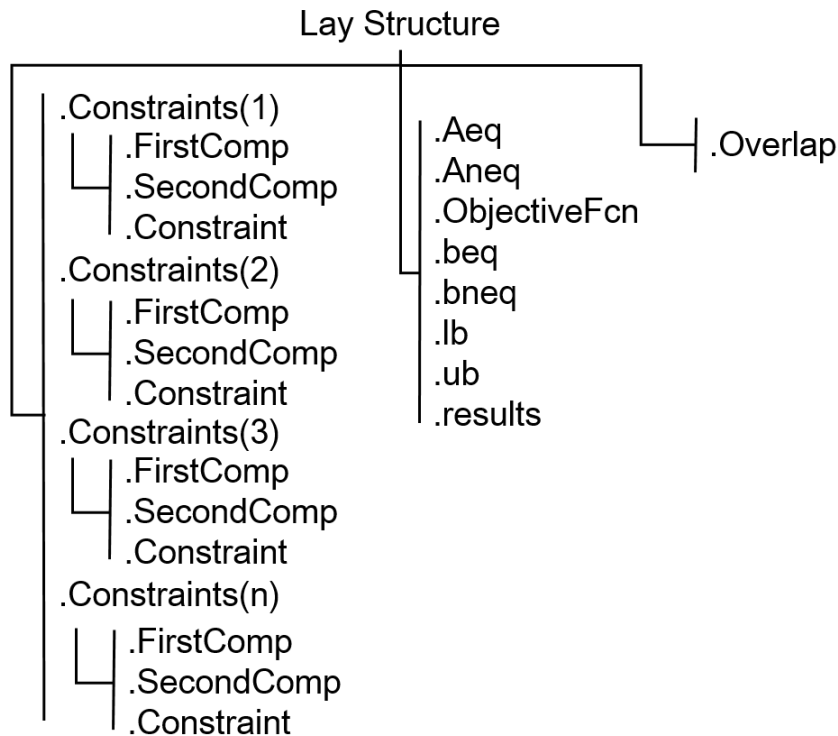 Lay Structure
.Constraints(1)
.FirstComp
.SecondComp
.Constraint
.Constraints(2)
.FirstComp
.SecondComp
.Constraint
.Constraints(3)
.FirstComp
.SecondComp
.Constraint
.Constraints(n)
.FirstComp
.SecondComp
.Constraint
.Aeq
.Aneq
.ObjectiveFcn
.beq
.bneq
.lb
.ub
.results
.Overlap